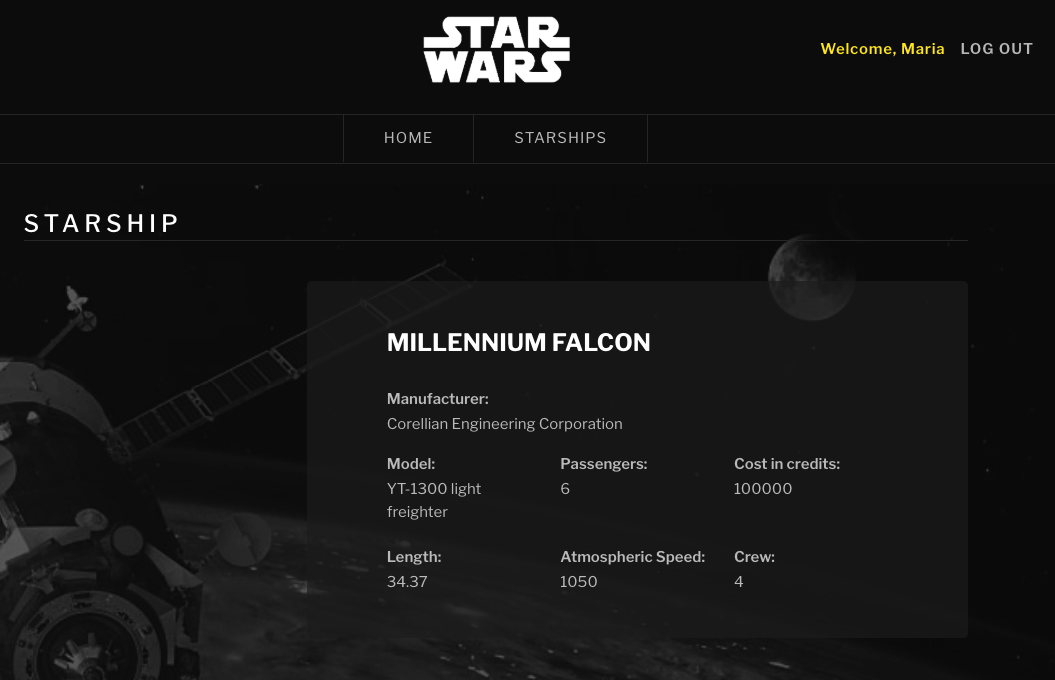 STAR
WARS
Welcome, Maria LOG OUT
HOME STARSHIPS
STARSHIP
MILLENNIUM FALCON
Manufacturer:
Corellian Engineering Corporation
Model: Passengers: Cost in credits:
YT-1300 light 6 100000
freighter
Length: Atmospheric Speed: Crew:
34.37 1050 4